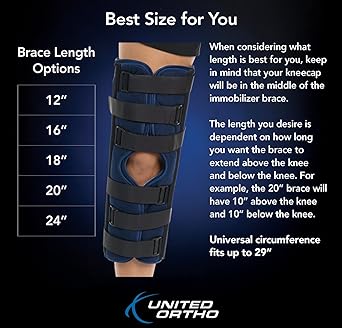 Best Size for You
Brace Length
Options
12”
16”
18”
20”
24”
When considering what
length is best for you, keep
in mind that your kneecap
will be in the middle of the
immobilizer brace.
The length you desire is
dependent on how long
you want the brace to
extend above the knee
and below the knee. For
example, the 20” brace will
have 10” above the knee
and 10” below the knee.
Universal circumference
fits up to 29”
UNITED
ORTHO